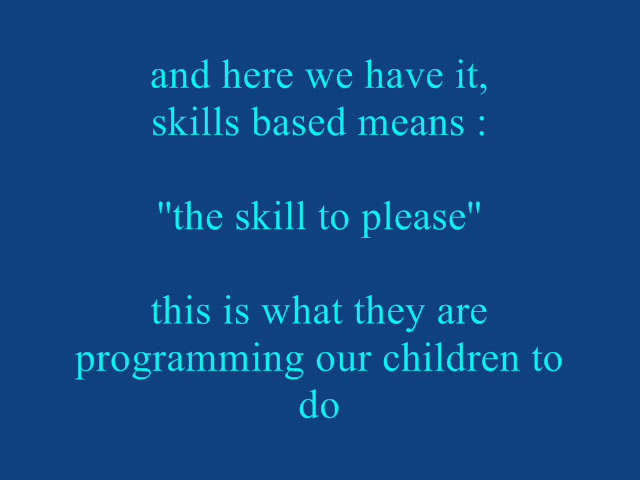 and here we have it,
skills based means :
"the skill to please"
this is what they are
programming our children to
do